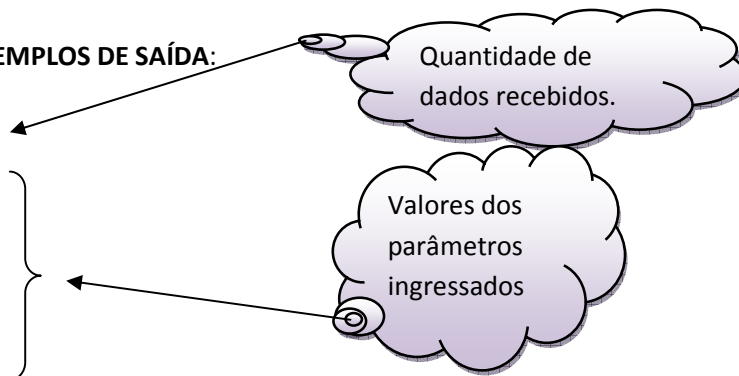 EMPLOS DE SAÍDA:
Quantidade de
dados recebidos.
Valores dos
parâmetros
ingressados